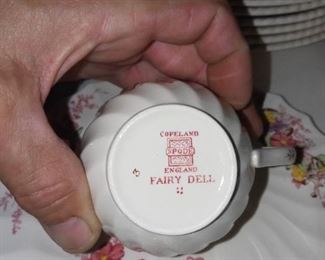 COPELAND
SPODE
ENGLAND
FAIRY DELL